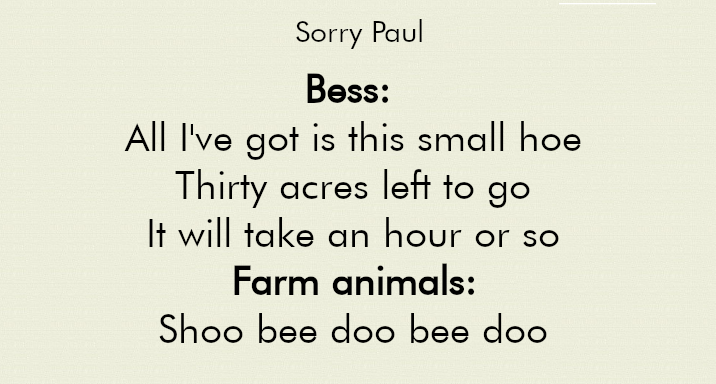 Sorry Paul
Bess:
All I've got is this small hoe
Thirty acres left to go
It will take an hour or so
Farm animals:
Shoo bee doo bee doo